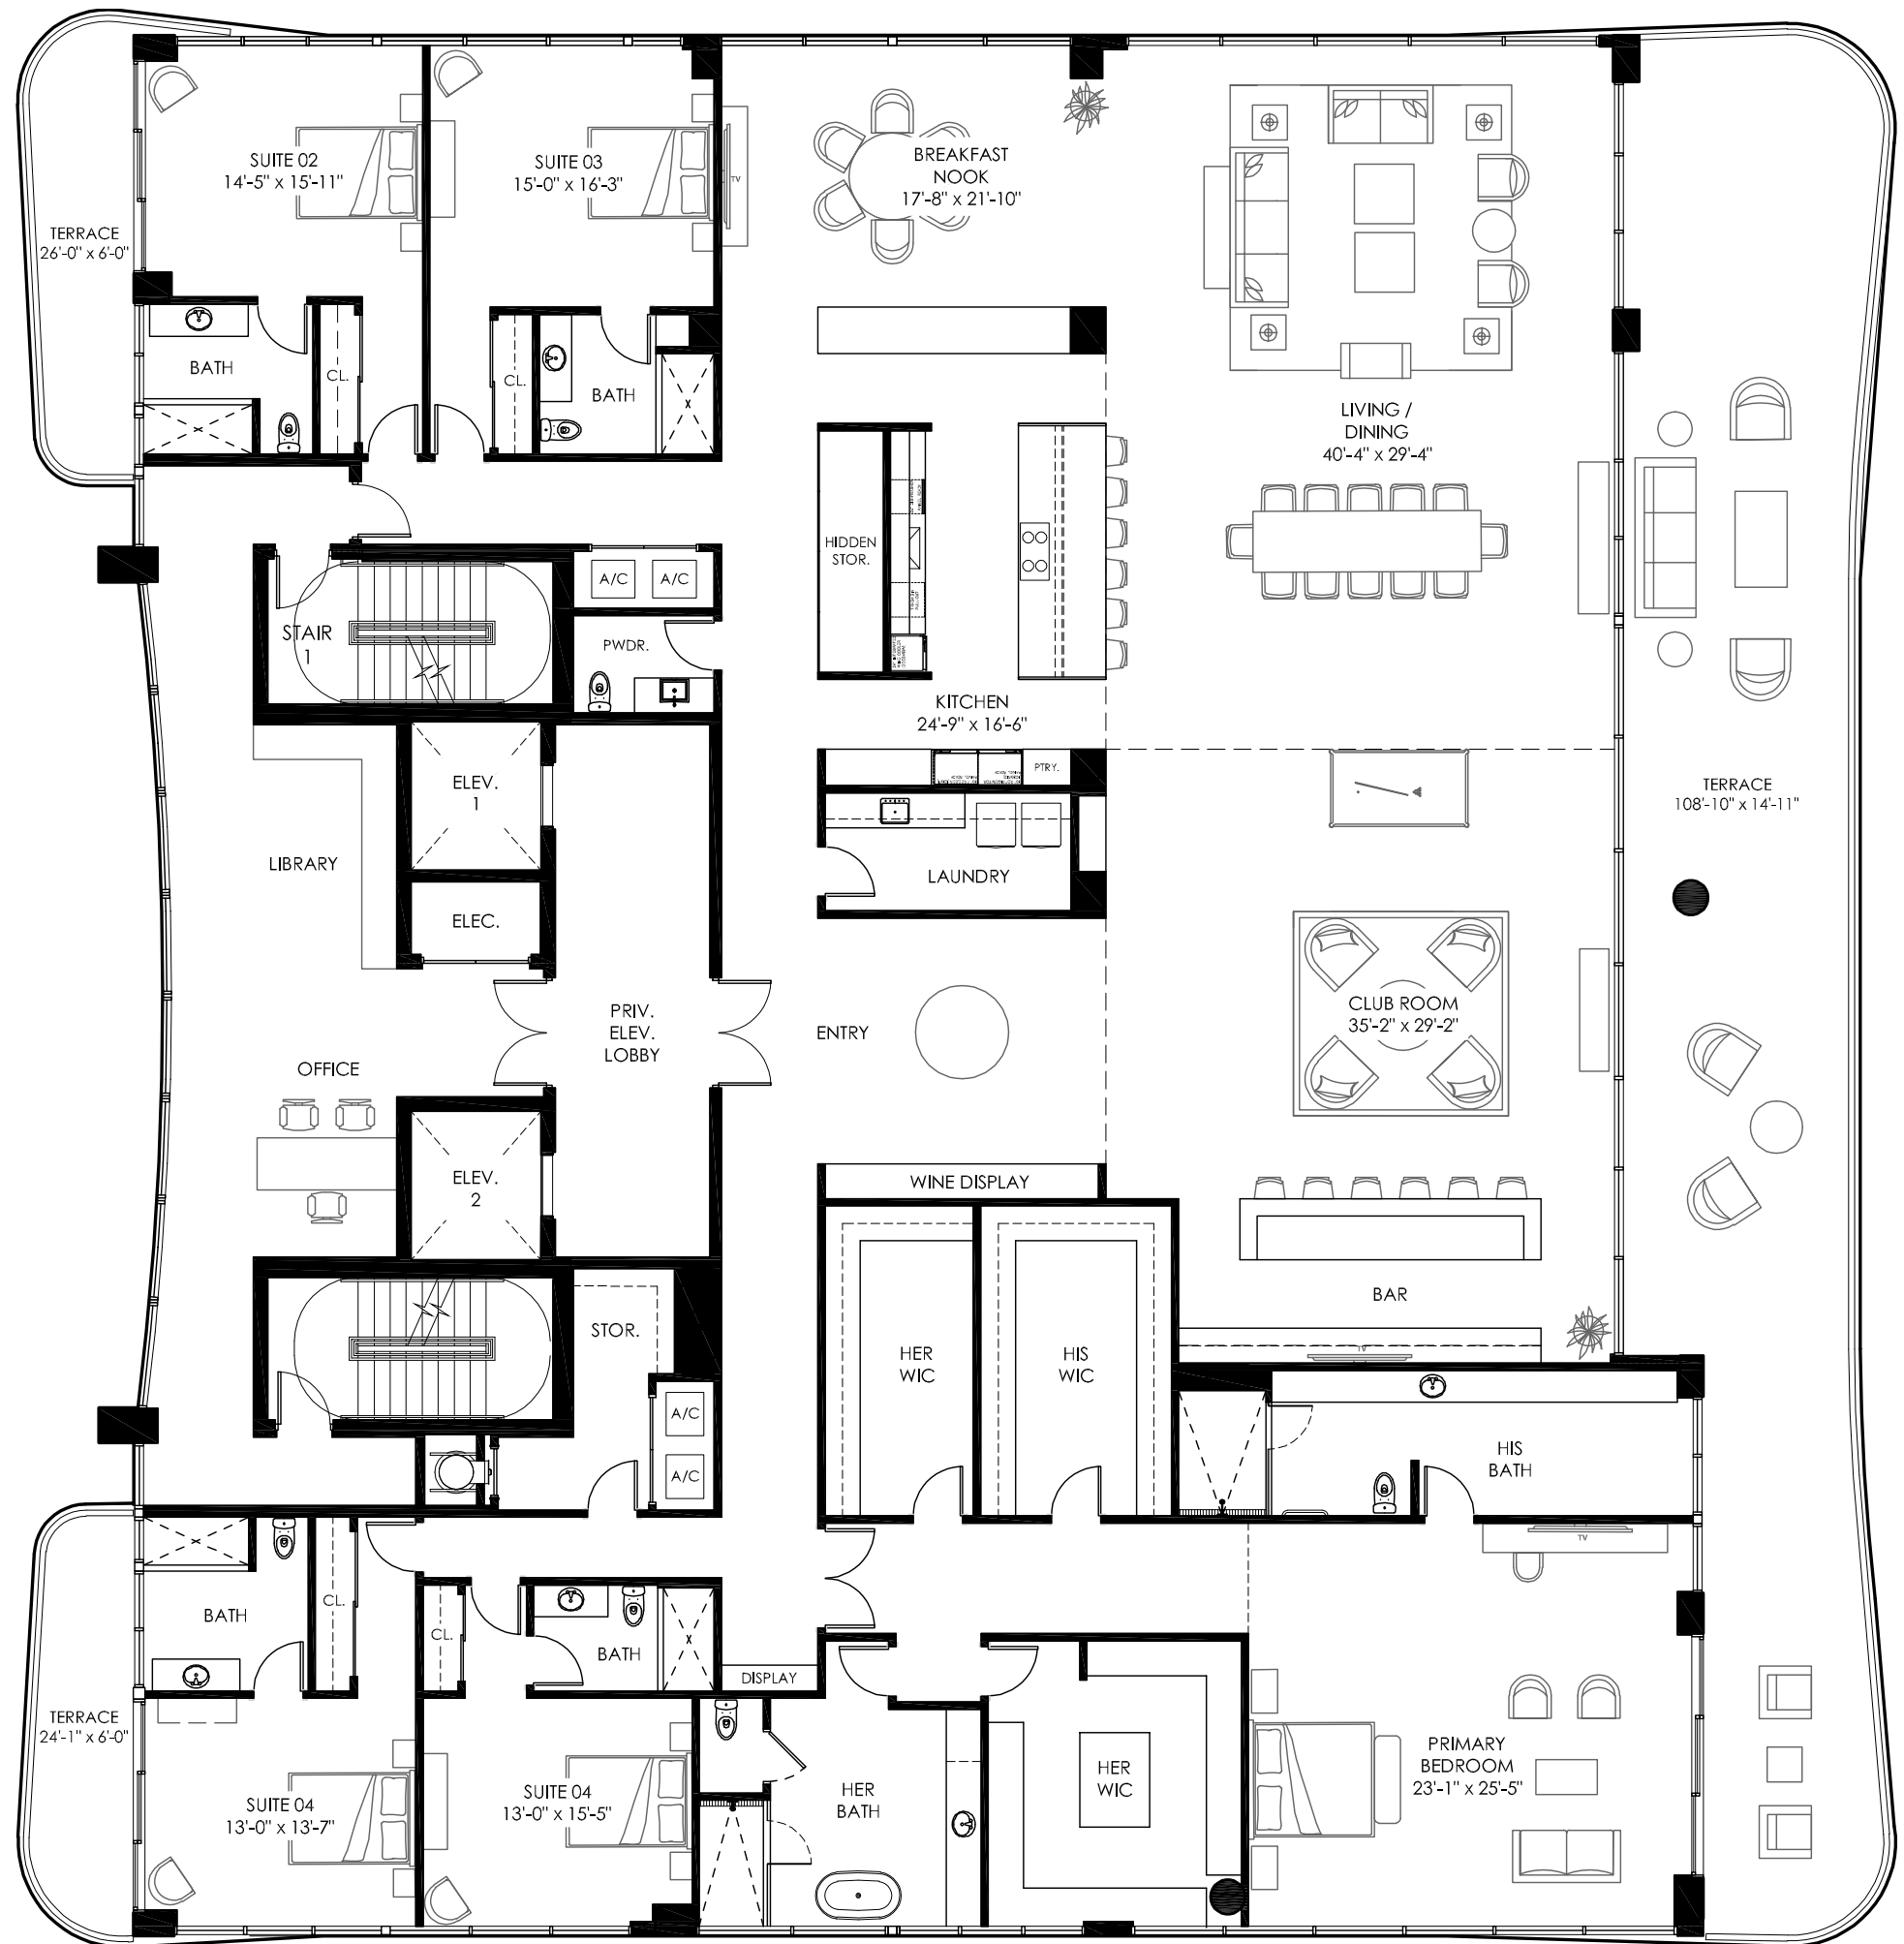 SUITE 02
14'-5" x 15'-11"
SUITE 03
15'-0" x 16'-3"
TV
BREAKFAST
NOOK
17'-8" x 21'-10"
TERRACE
26'-0" x 6'-0"
BATH
CL.
CL.
BATH
LIVING /
DINING
40'-4" x 29'-4"
HIDDEN
STOR.
A/C
A/C
STAIR
1
PWDR.
KITCHEN
24'-9" x 16'-6"
PTRY.
ELEV.
1
TERRACE
108'-10" x 14'-11"
LIBRARY
LAUNDRY
ELEC.
PRIV.
ELEV.
LOBBY
ENTRY
CLUB ROOM
35'-2" x 29'-2"
OFFICE
ELEV.
2
WINE DISPLAY
BAR
STOR.
TV
HER
WIC
HIS
WIC
A/C
A/C
HIS
BATH
TV
BATH
CL.
CL.
BATH
DISPLAY
TERRACE
24'-1" x 6'-0"
SUITE 04
13'-0" x 13'-7"
SUITE 04
13'-0" x 15'-5"
HER
BATH
HER
WIC
PRIMARY
BEDROOM
23'-1" x 25'-5"